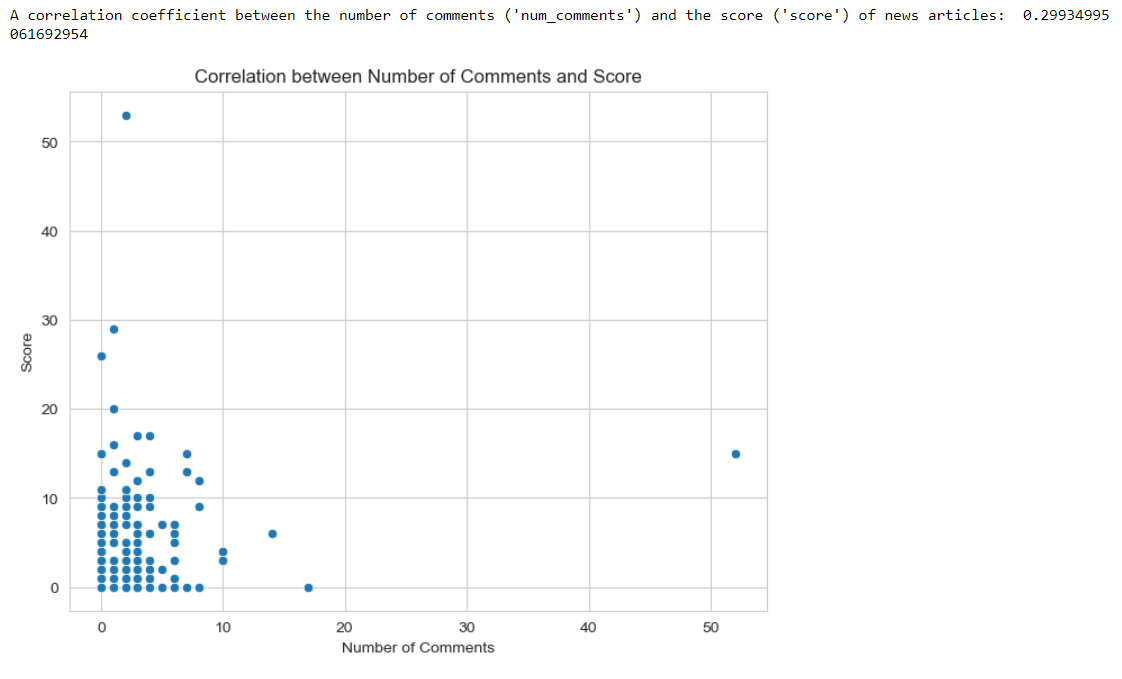 A correlation coefficient between the number of comments ('num_comments') and the score ('score') of news articles:  0.29934995
061692954
Correlation between Number of Comments and Score
50
40
30
20
10
0
Score
0 10 20 30 40 50
Number of Comments